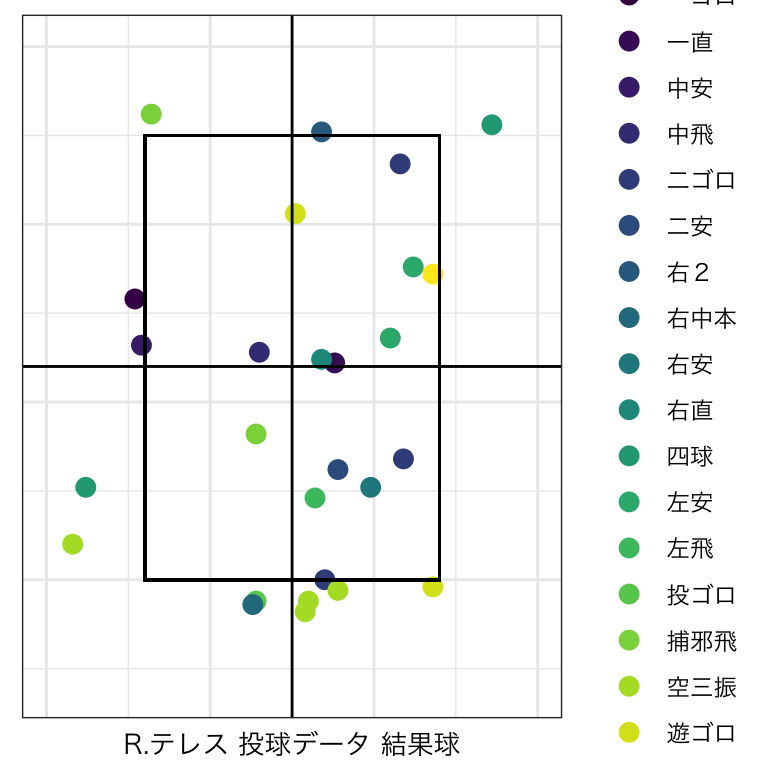 一直
中安
中飛
二ゴロ
二安
右２
右中本
右安
右直
四球
左安
左飛
投ゴロ
捕邪飛
空三振
遊ゴロ
R.テレス 投球データ 結果球